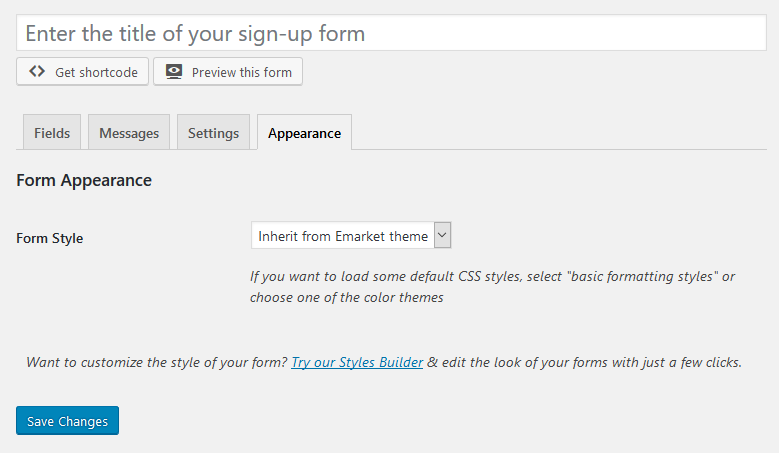 Enter the title of your sign-up form
Get shortcode Preview this form
Fields Messages Settings Appearance
Form Appearance
Form Style Inherit from Emarket theme
If you want to load some default CSS styles, select "basic formatting styles" or
choose one of the color themes
Want to customize the style of your form? Try our Styles Builder & edit the look of your forms with just a few clicks.
Save Changes